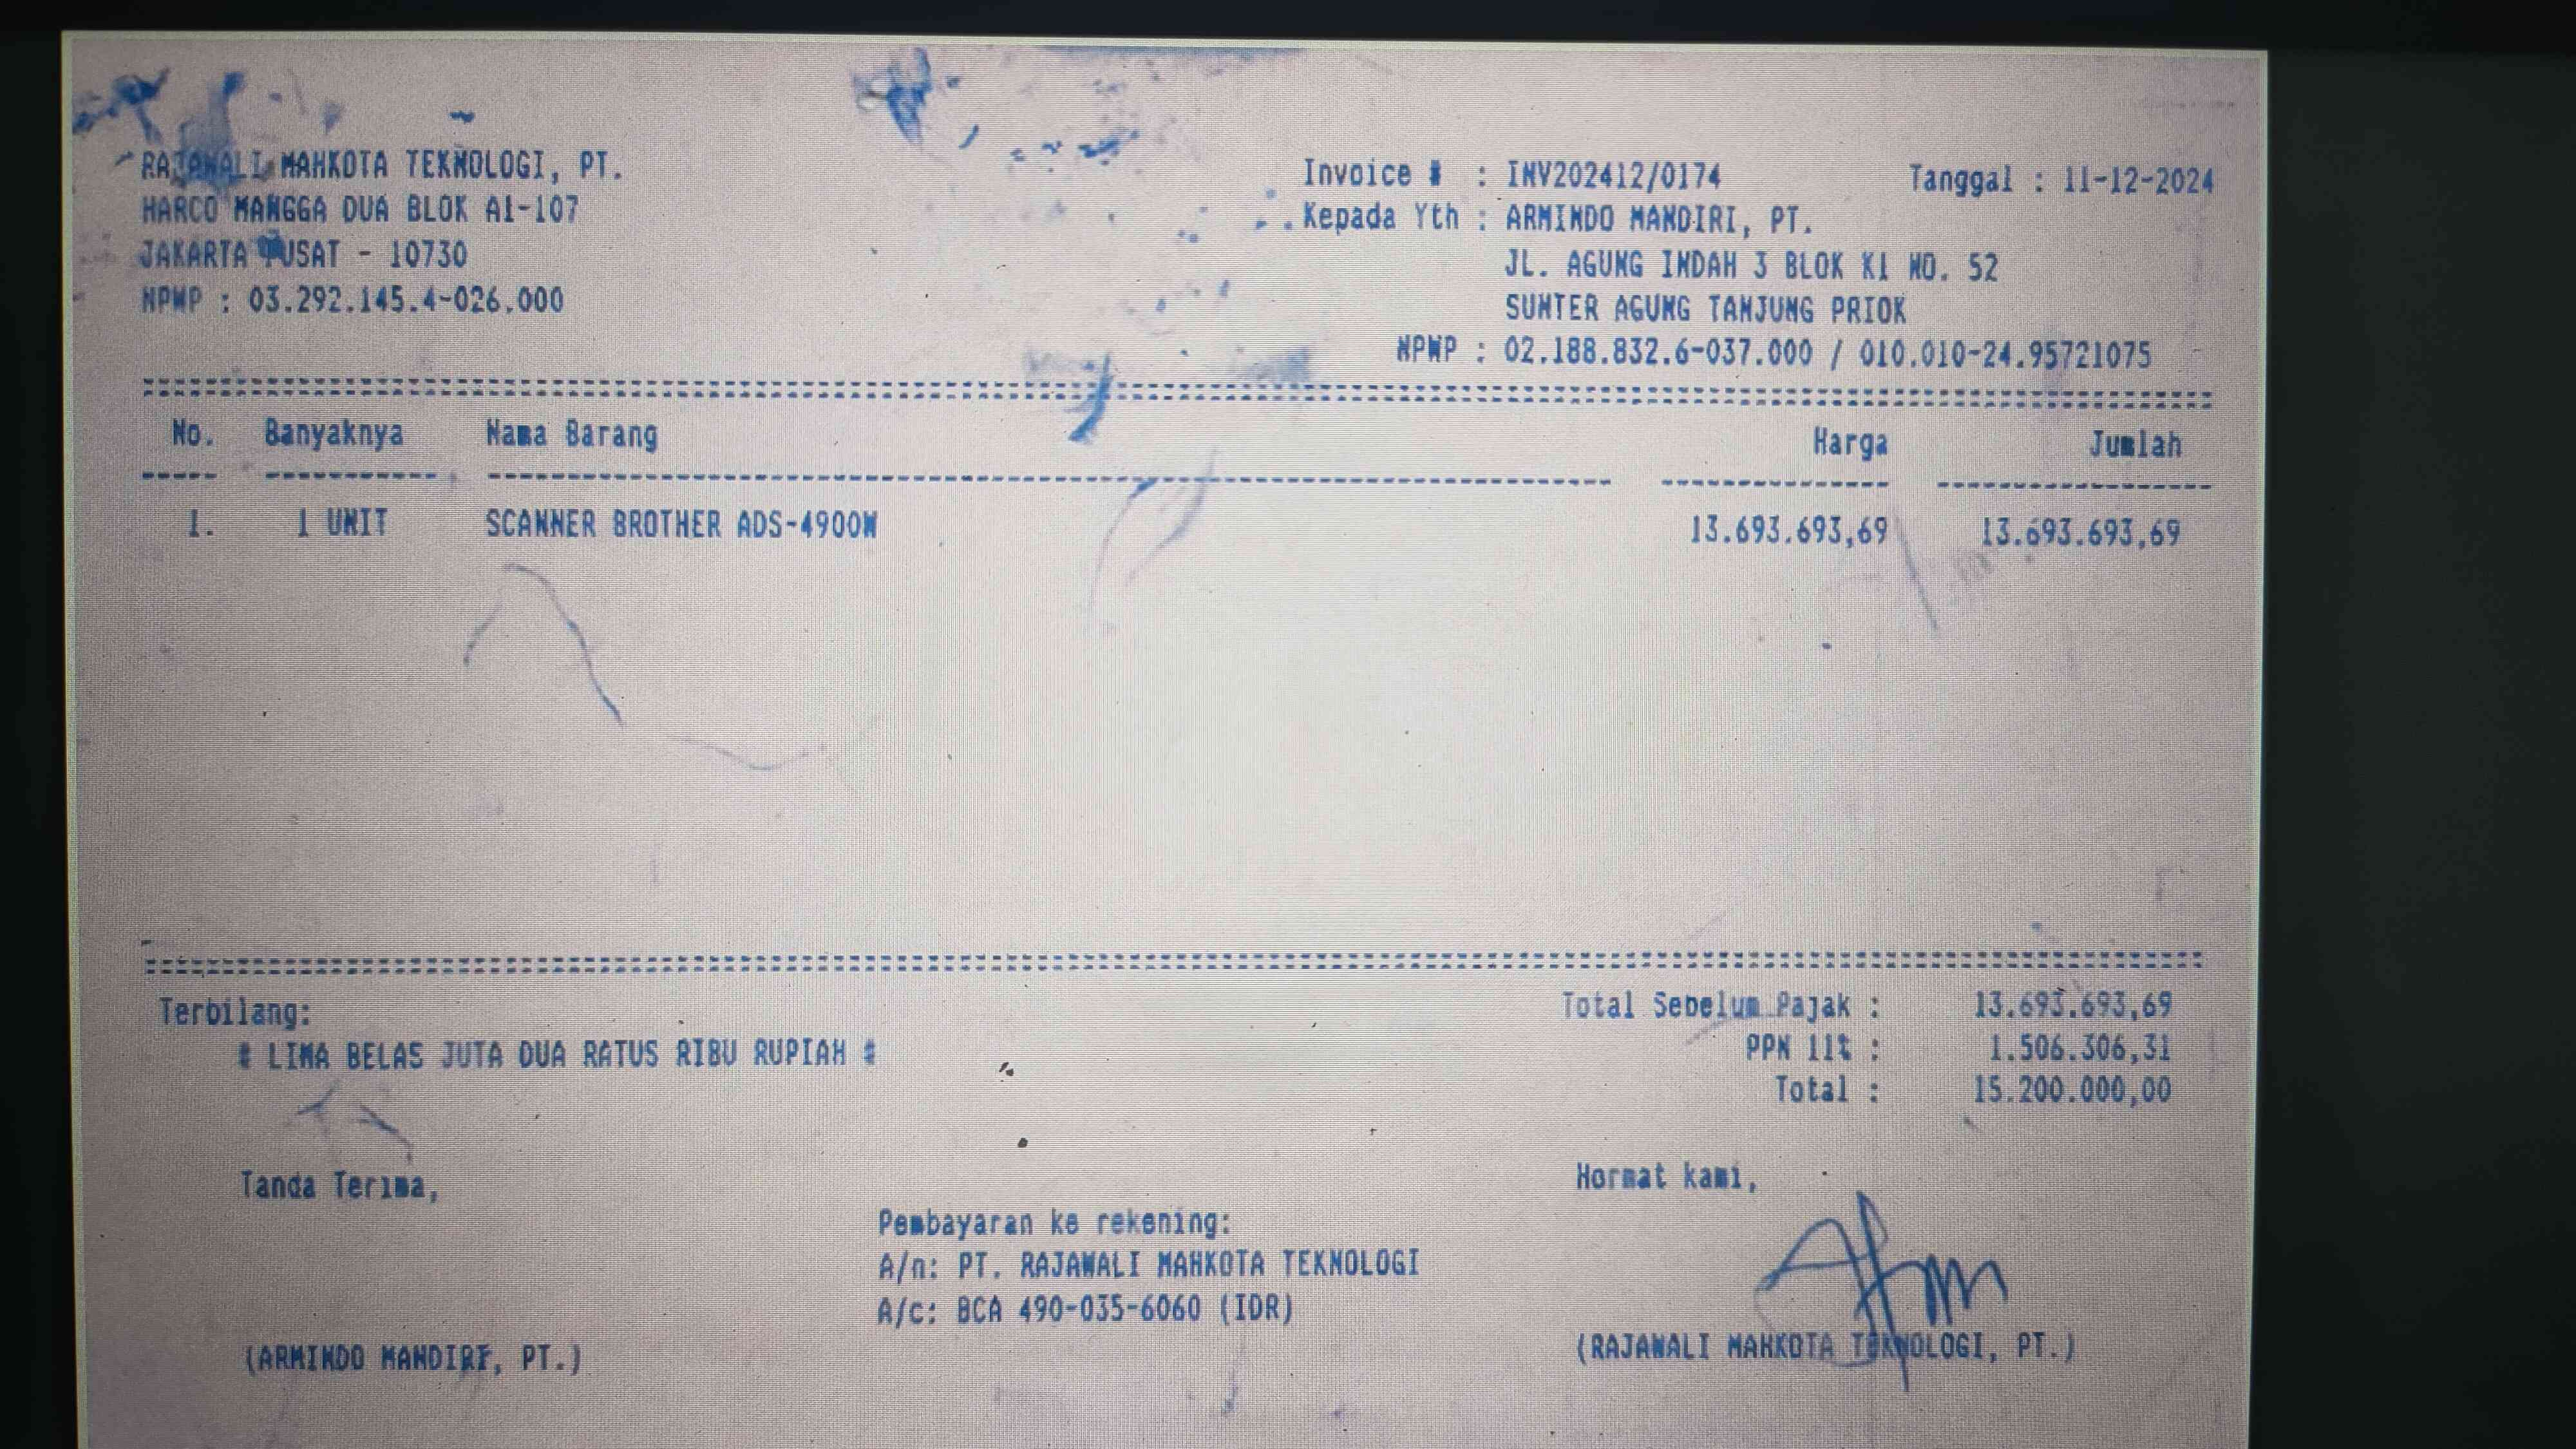 RAJAWALI MAHKOTA TEKNOLOGI, PT.
HARCO MANGGA DUA BLOK A1-107
JAKARTA PUSAT - 10730
NPWP : 03.292.145.4-026.000
Invoice # : INV202412/0174 Tanggal : 11-12-2024
Kepada Yth : ARMINDO MANDIRI, PT.
JL. AGUNG INDAH 3 BLOK K1 NO. 52
SUNTER AGUNG TANJUNG PRIOK
NPWP : 02.188.832.6-037.000 / 010.010-24.95721075
No. Banyaknya Nama Barang Harga Jumlah
1. 1 UNIT SCANNER BROTHER ADS-4900W 13.693.693,69 13.693.693,69
Terbilang:
# LIMA BELAS JUTA DUA RATUS RIBU RUPIAH #
Total Sebelum Pajak : 13.693.693,69
PPN 11% : 1.506.306,31
Total : 15.200.000,00
Tanda Terima,
(ARMINDO MANDIRI, PT.)
Pembayaran ke rekening:
A/n: PT. RAJAWALI MAHKOTA TEKNOLOGI
A/c: BCA 490-035-6060 (IDR)
Hormat kami,
(RAJAWALI MAHKOTA TEKNOLOGI, PT.)